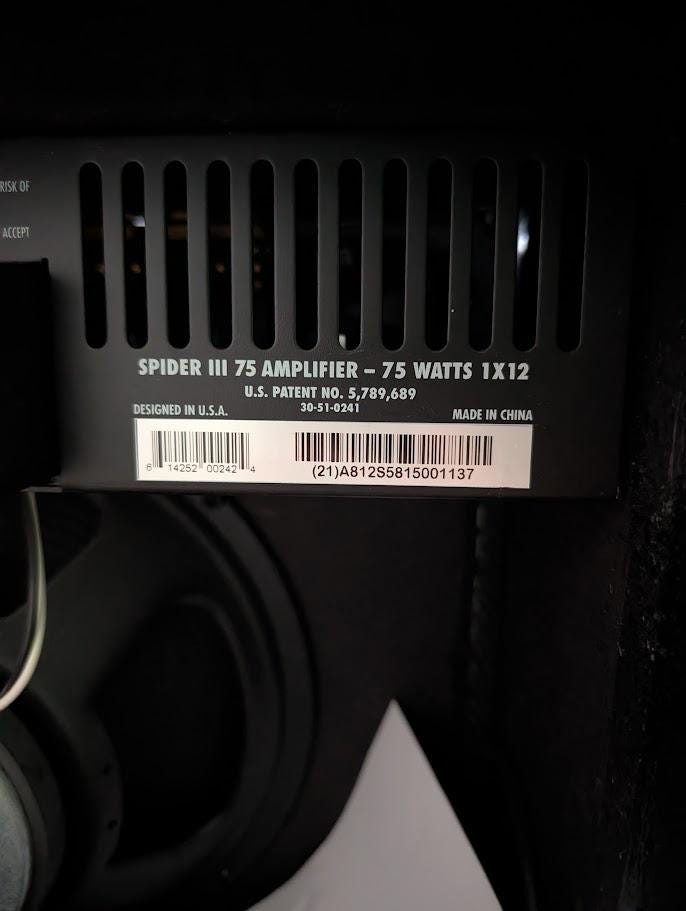 RISK OF
ACCEPT
SPIDER III 75 AMPLIFIER – 75 WATTS 1X12
U.S. PATENT NO. 5,789,689
DESIGNED IN U.S.A. 30-51-0241 MADE IN CHINA
6 14252 00242 4 (21)A812S5815001137